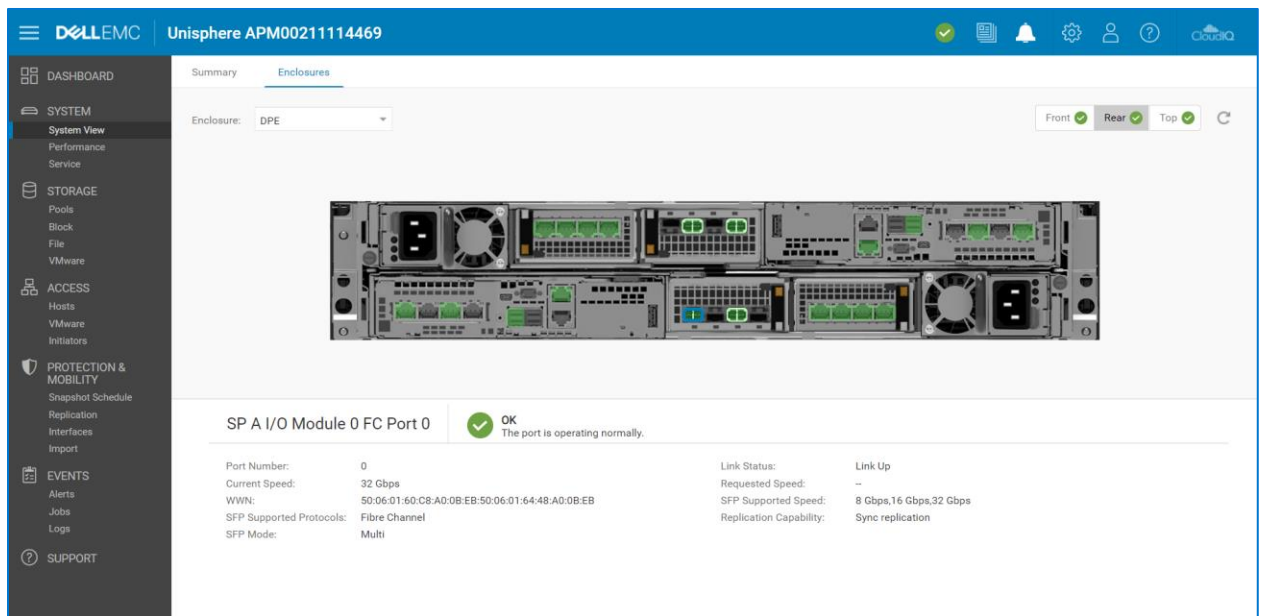 DELLEMC Unisphere APM00211114469 CloudIQ
DASHBOARD
SYSTEM
System View
Performance
Service
STORAGE
Pools
Block
File
VMware
ACCESS
Hosts
VMware
Initiators
PROTECTION &
MOBILITY
Snapshot Schedule
Replication
Interfaces
Import
EVENTS
Alerts
Jobs
Logs
SUPPORT
Summary Enclosures
Enclosure: DPE Front Rear Top
SP A I/O Module 0 FC Port 0 OK
The port is operating normally.
Port Number: 0 Link Status: Link Up
Current Speed: 32 Gbps Requested Speed: --
WWN: 50:06:01:60:C8:A0:0B:EB:50:06:01:64:48:A0:0B:EB SFP Supported Speed: 8 Gbps,16 Gbps,32 Gbps
SFP Supported Protocols: Fibre Channel Replication Capability: Sync replication
SFP Mode: Multi